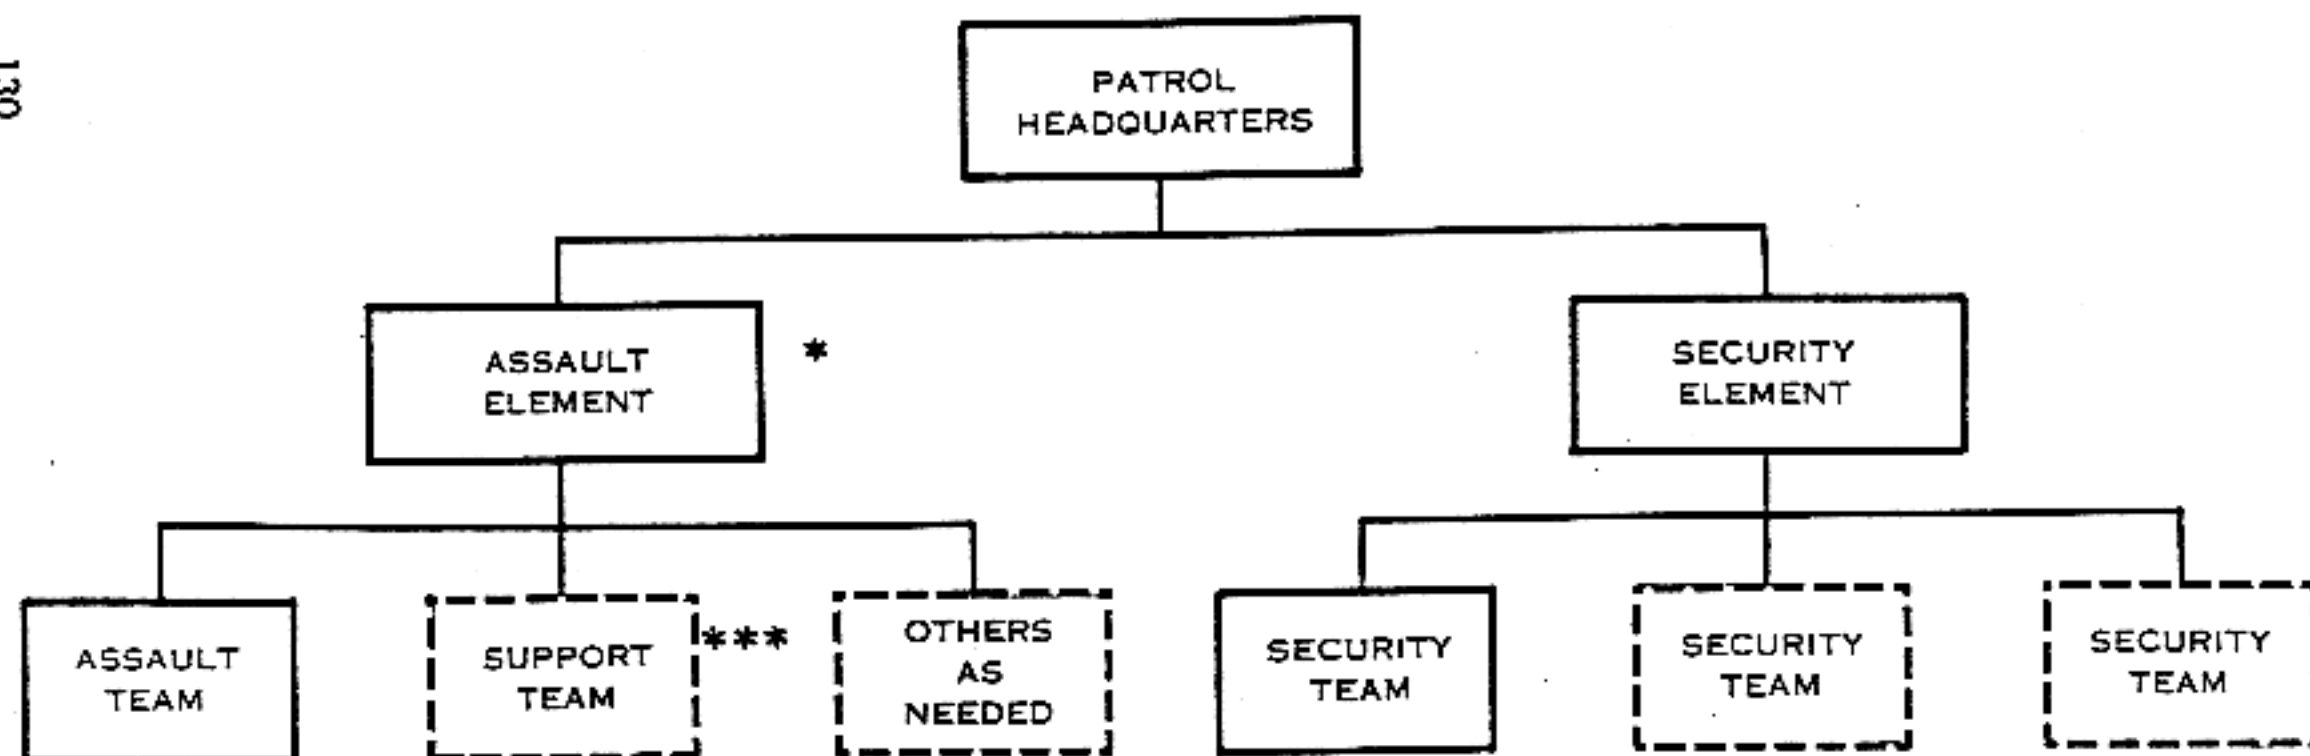 130
PATROL
HEADQUARTERS
ASSAULT
ELEMENT
*
SECURITY
ELEMENT
ASSAULT
TEAM
SUPPORT
TEAM
***
OTHERS
AS
NEEDED
SECURITY
TEAM
SECURITY
TEAM
SECURITY
TEAM